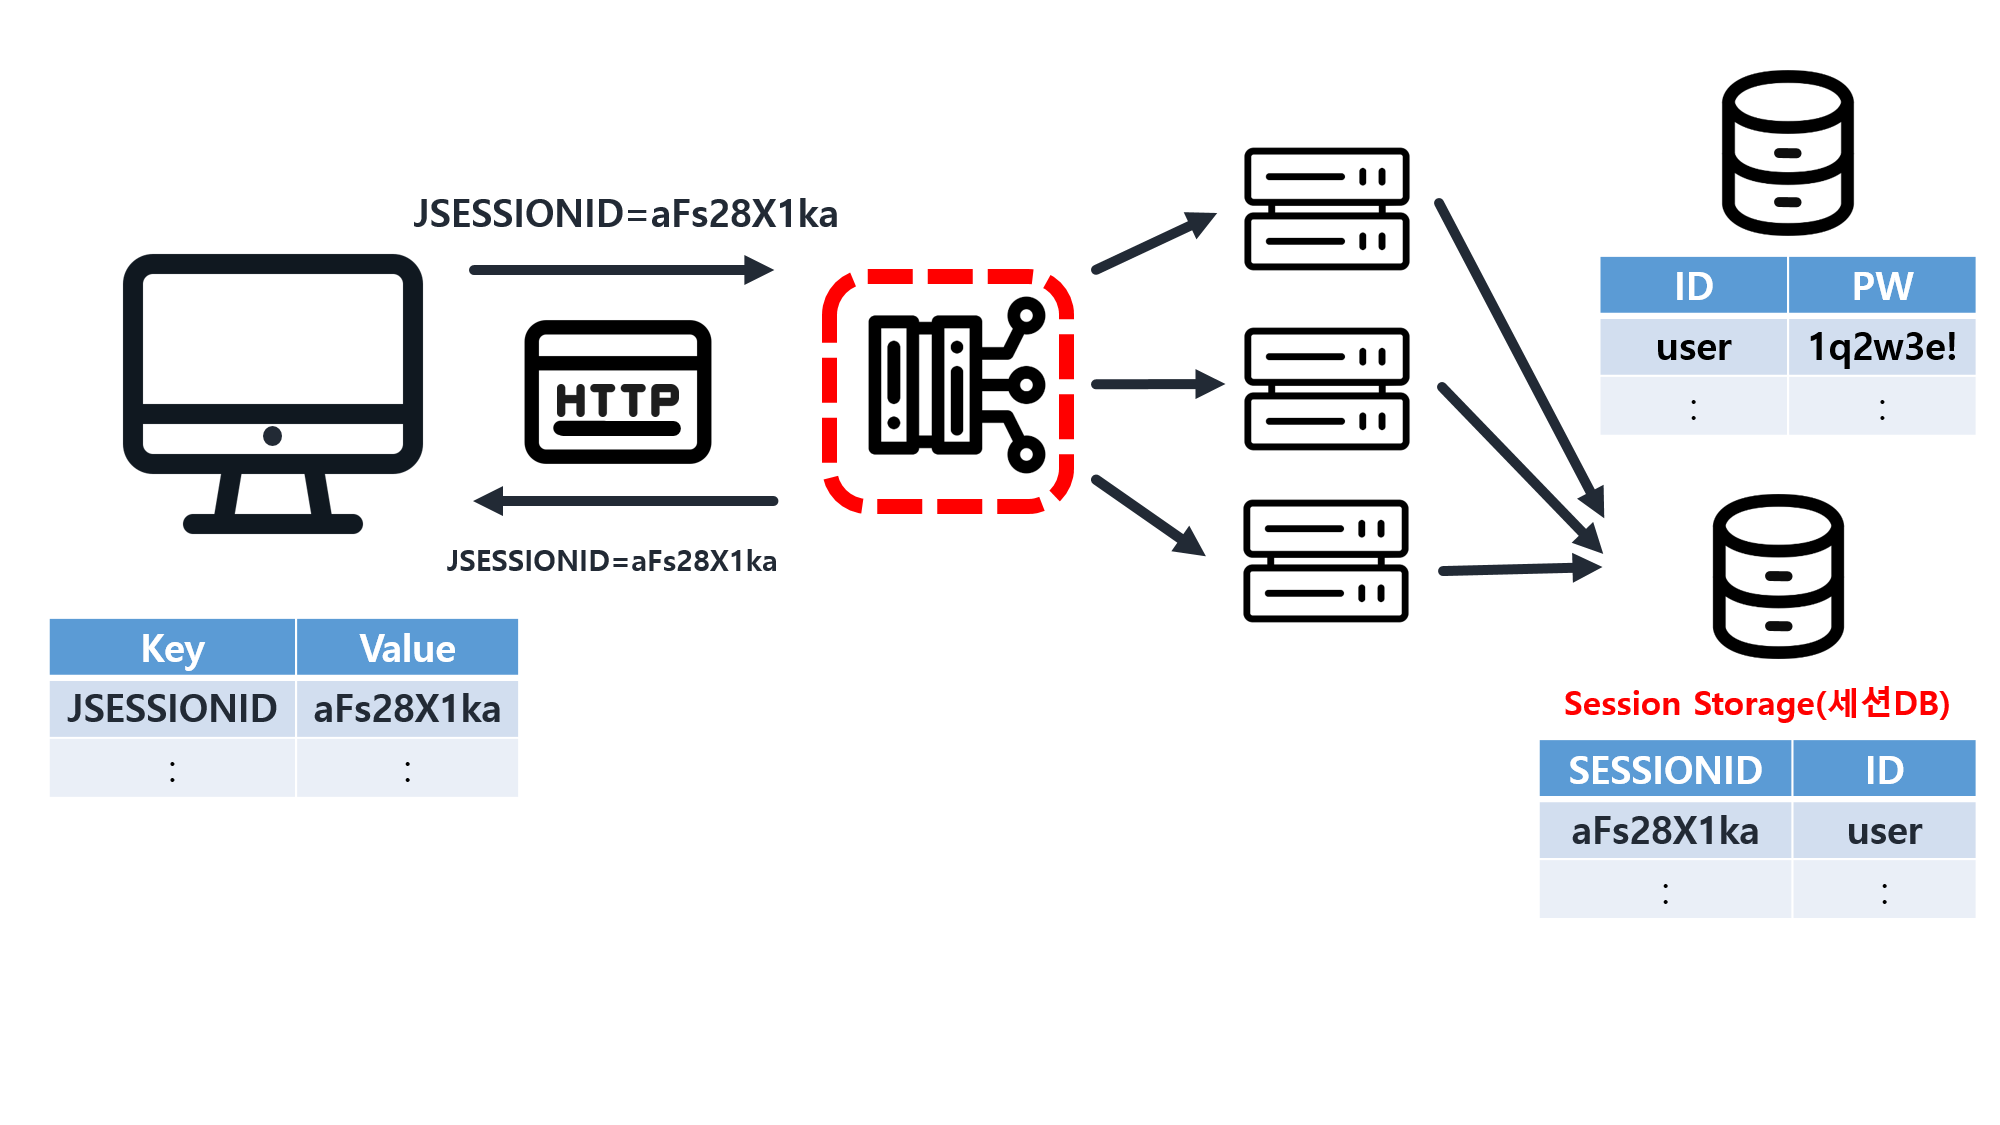 JSESSIONID=aFs28X1ka
HTTP
JSESSIONID=aFs28X1ka
Key Value
JSESSIONID aFs28X1ka
: :
ID PW
user 1q2w3e!
: :
Session Storage(세션DB)
SESSIONID ID
aFs28X1ka user
: :